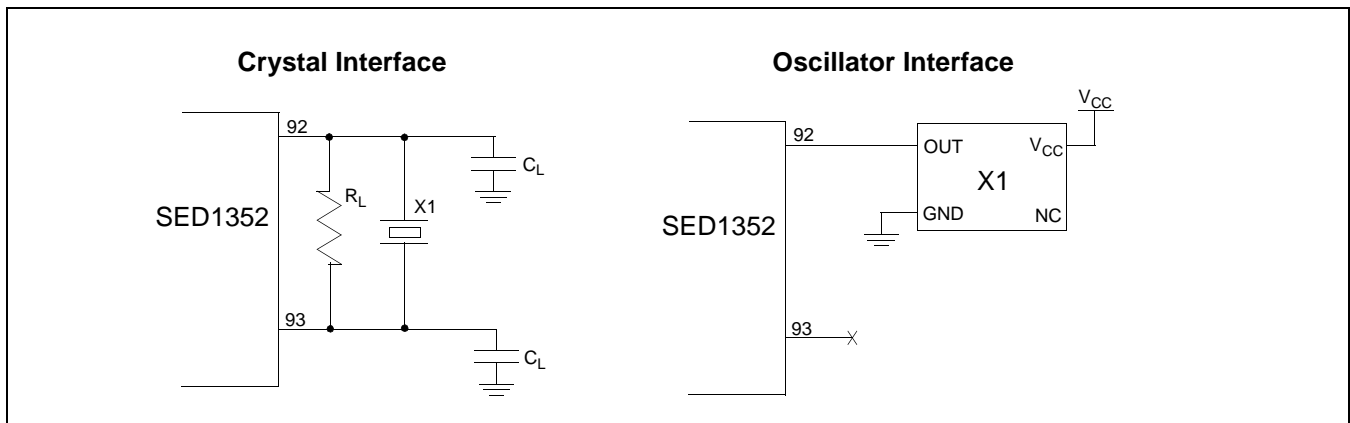 Crystal Interface
92
C_L
R_L
X1
SED1352
93
C_L
Oscillator Interface
V_CC
92
OUT
V_CC
X1
GND
NC
SED1352
93